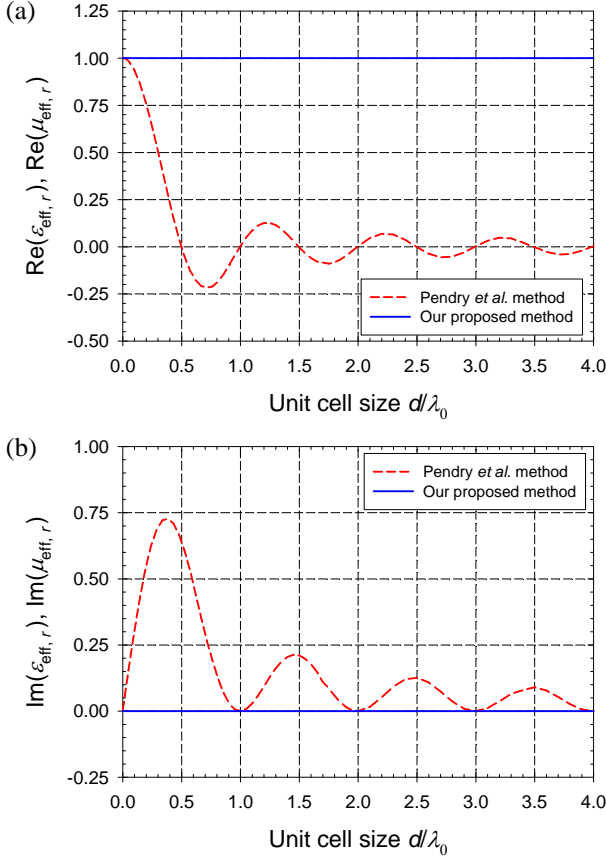 (a)
1.25
1.00
0.75
0.50
0.25
0.00
-0.25
-0.50
Re(εeff, r), Re(μeff, r)
Pendry et al. method
Our proposed method
0.0 0.5 1.0 1.5 2.0 2.5 3.0 3.5 4.0
Unit cell size d/λ0
(b)
1.00
0.75
0.50
0.25
0.00
-0.25
Im(εeff, r), Im(μeff, r)
Pendry et al. method
Our proposed method
0.0 0.5 1.0 1.5 2.0 2.5 3.0 3.5 4.0
Unit cell size d/λ0